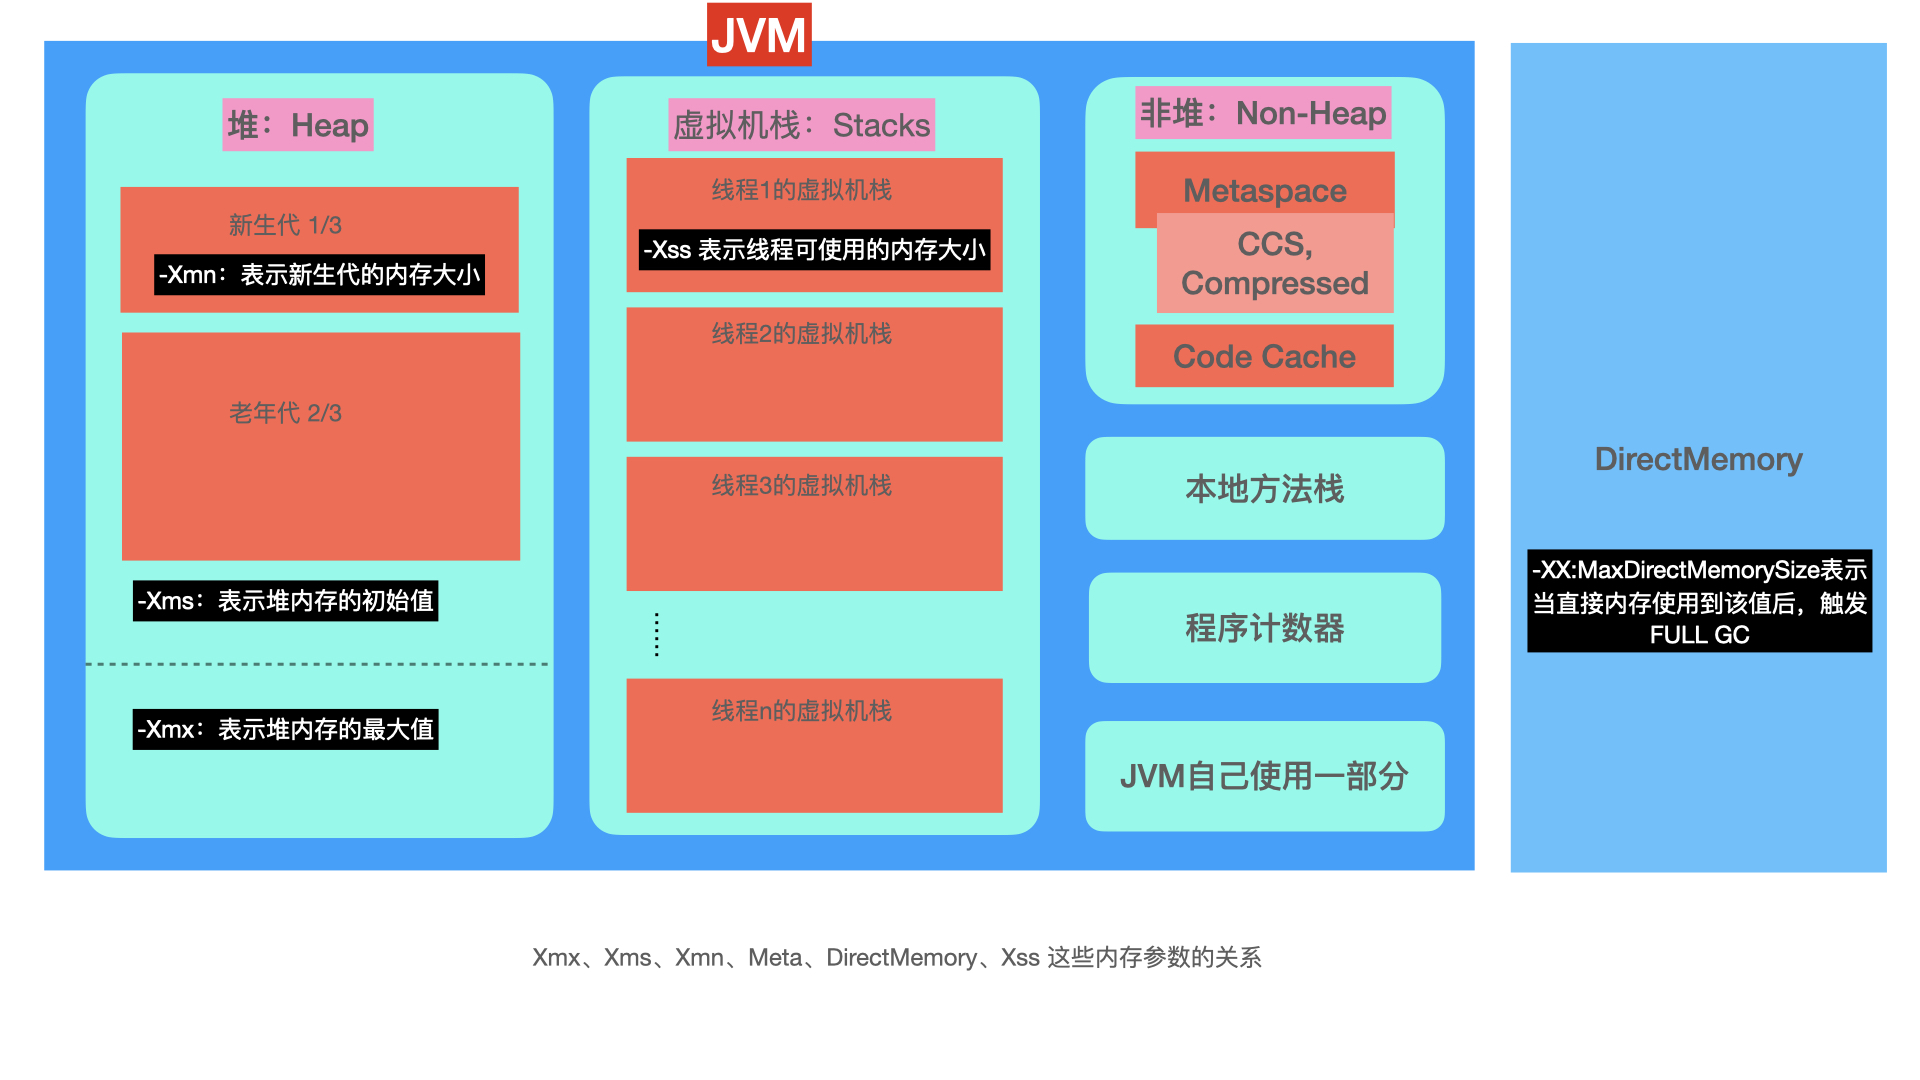 JVM
堆：Heap
新生代 1/3
-Xmn：表示新生代的内存大小
老年代 2/3
-Xms：表示堆内存的初始值
-Xmx：表示堆内存的最大值
虚拟机栈：Stacks
线程1的虚拟机栈
-Xss 表示线程可使用的内存大小
线程2的虚拟机栈
线程3的虚拟机栈
......
线程n的虚拟机栈
非堆：Non-Heap
Metaspace
CCS,
Compressed
Code Cache
本地方法栈
程序计数器
JVM自己使用一部分
DirectMemory
-XX:MaxDirectMemorySize表示
当直接内存使用到该值后，触发
FULL GC
Xmx、Xms、Xmn、Meta、DirectMemory、Xss 这些内存参数的关系